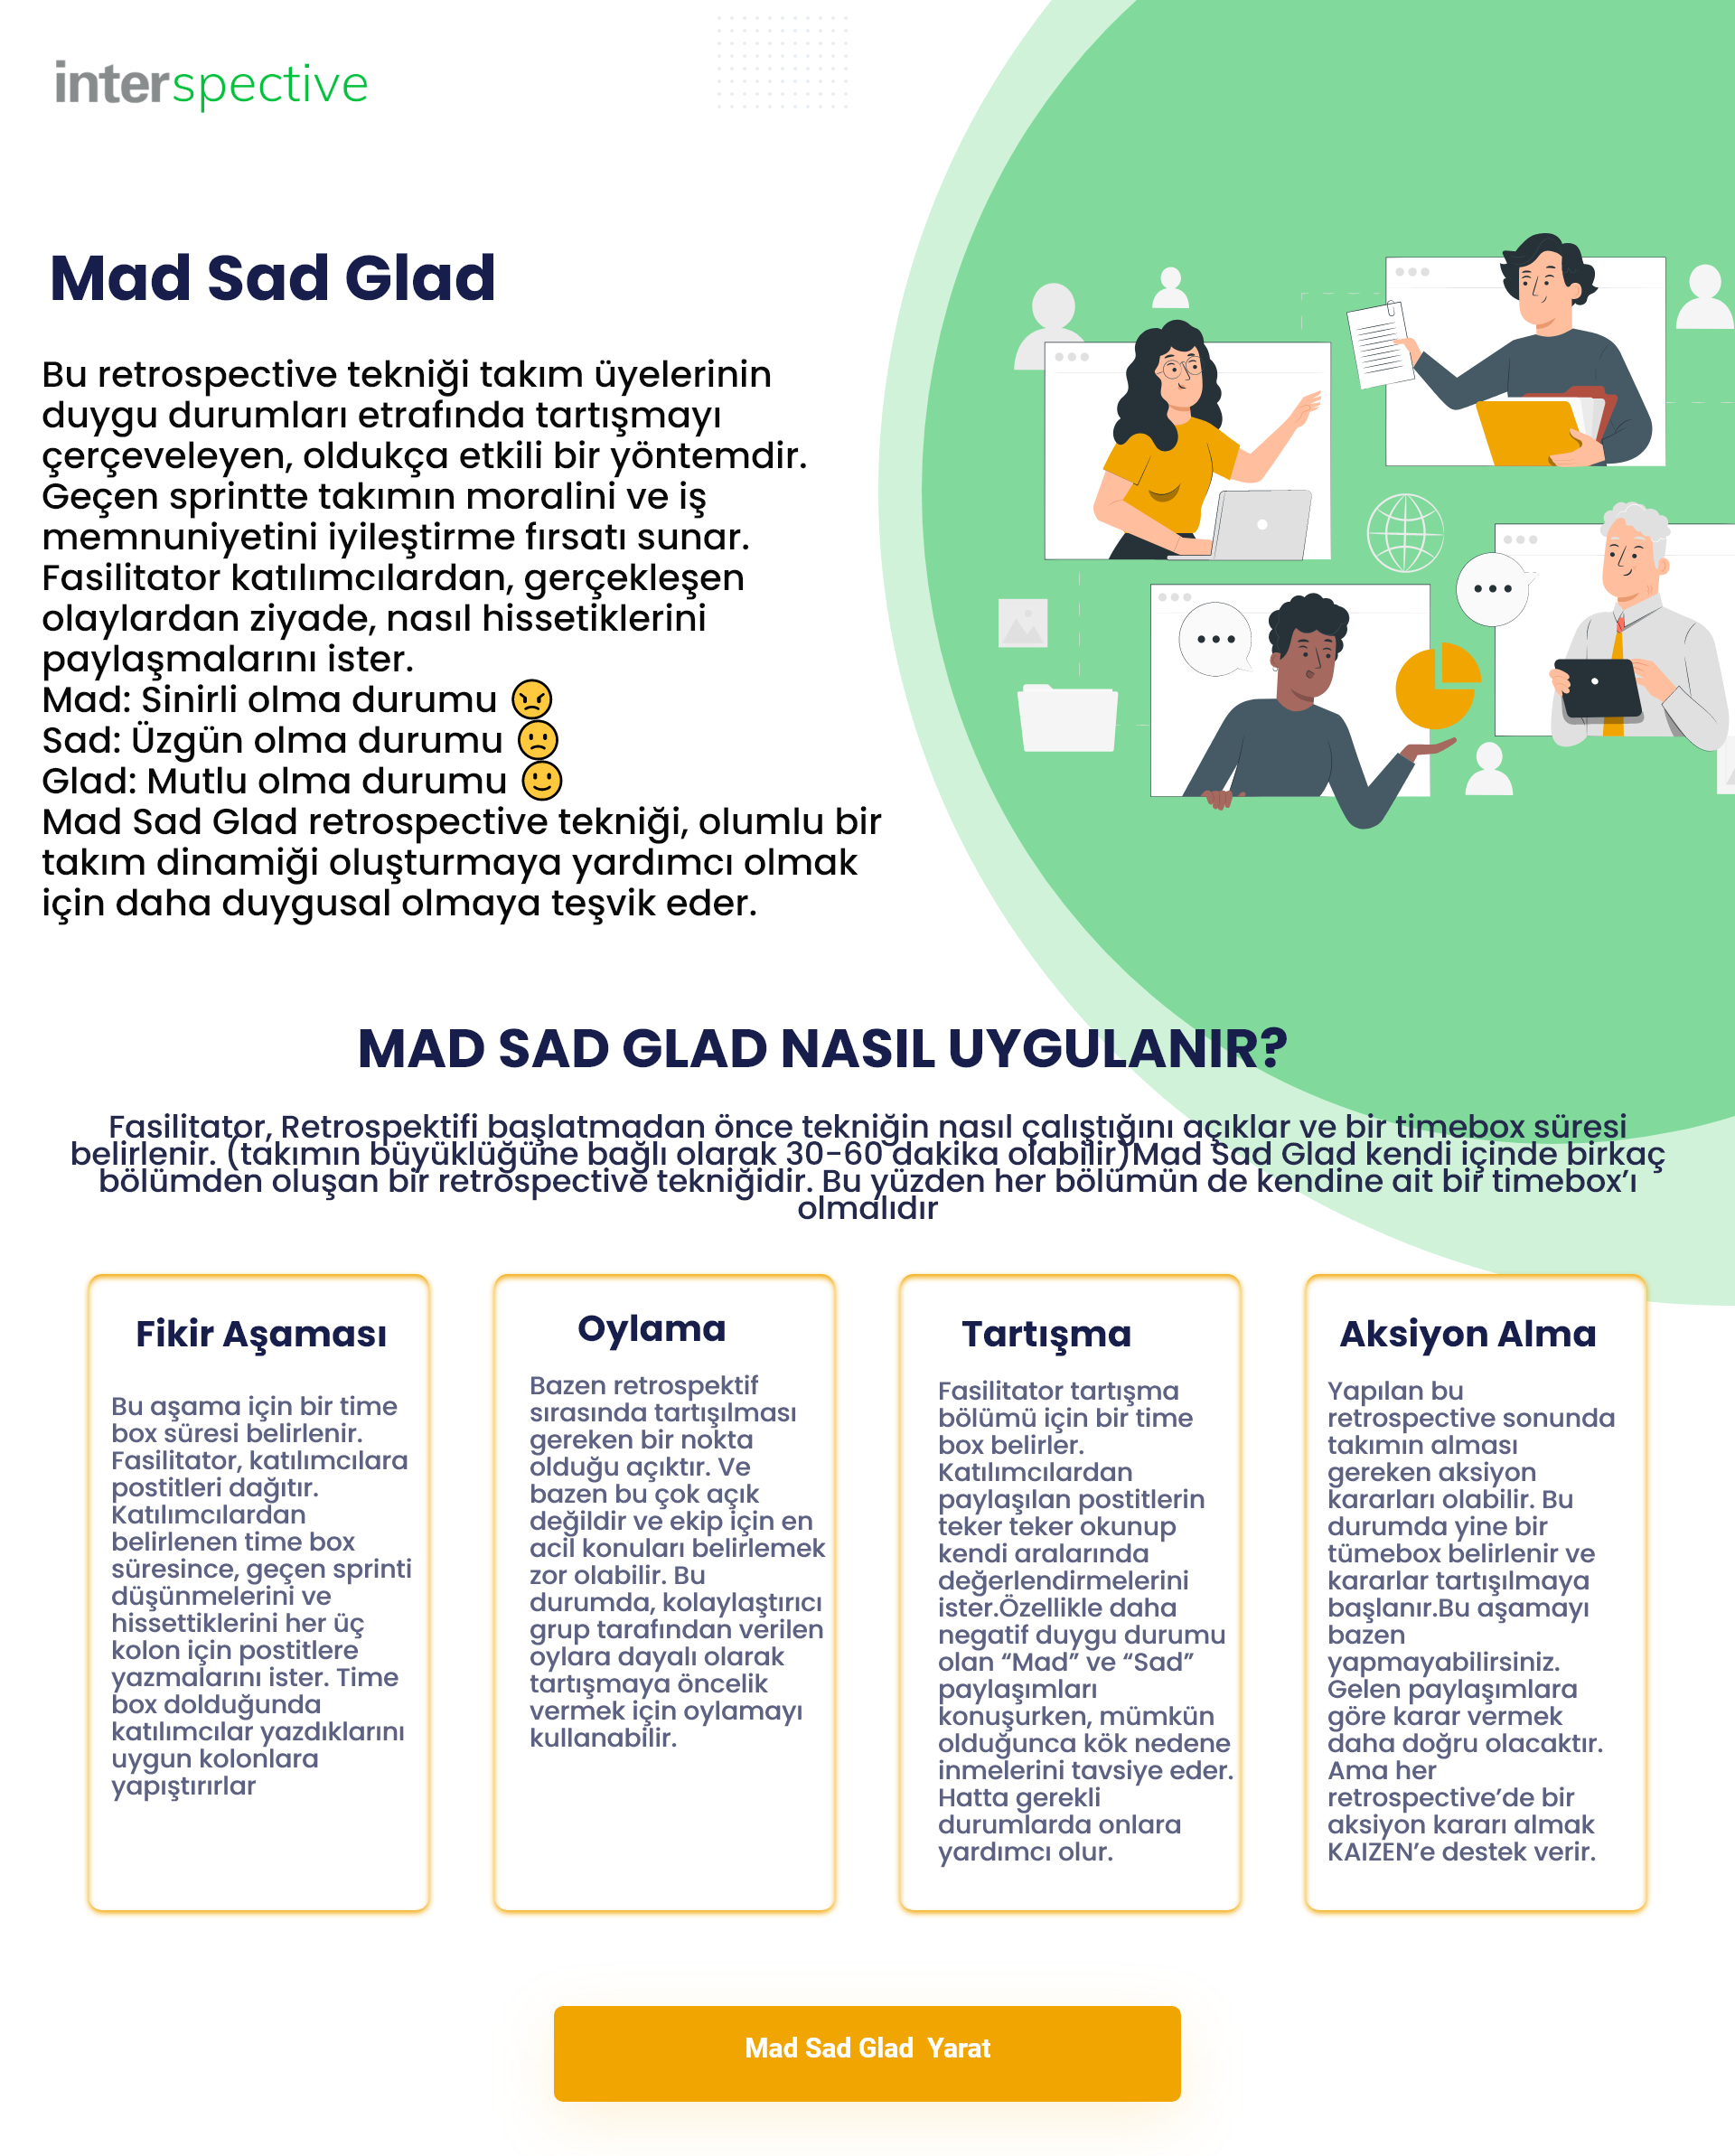 interspective
Mad Sad Glad
Bu retrospective tekniği takım üyelerinin
duygu durumları etrafında tartışmayı
çerçeveleyen, oldukça etkili bir yöntemdir.
Geçen sprintte takımın moralini ve iş
memnuniyetini iyileştirme fırsatı sunar.
Fasilitator katılımcılardan, gerçekleşen
olaylardan ziyade, nasıl hissetiklerini
paylaşmalarını ister.
Mad: Sinirli olma durumu 😠
Sad: Üzgün olma durumu 🙁
Glad: Mutlu olma durumu 🙂
Mad Sad Glad retrospective tekniği, olumlu bir
takım dinamiği oluşturmaya yardımcı olmak
için daha duygusal olmaya teşvik eder.
MAD SAD GLAD NASIL UYGULANIR?
Fasilitator, Retrospektifi başlatmadan önce tekniğin nasıl çalıştığını açıklar ve bir timebox süresi
belirlenir. (takımın büyüklüğüne bağlı olarak 30-60 dakika olabilir)Mad Sad Glad kendi içinde birkaç
bölümden oluşan bir retrospective tekniğidir. Bu yüzden her bölümün de kendine ait bir timebox’ı
olmalıdır
Fikir Aşaması
Bu aşama için bir time
box süresi belirlenir.
Fasilitator, katılımcılara
postitleri dağıtır.
Katılımcılardan
belirlenen time box
süresince, geçen sprinti
düşünmelerini ve
hissettiklerini her üç
kolon için postitlere
yazmalarını ister. Time
box dolduğunda
katılımcılar yazdıklarını
uygun kolonlara
yapıştırırlar
Oylama
Bazen retrospektif
sırasında tartışılması
gereken bir nokta
olduğu açıktır. Ve
bazen bu çok açık
değildir ve ekip için en
acil konuları belirlemek
zor olabilir. Bu
durumda, kolaylaştırıcı
grup tarafından verilen
oylara dayalı olarak
tartışmaya öncelik
vermek için oylamayı
kullanabilir.
Tartışma
Fasilitator tartışma
bölümü için bir time
box belirler.
Katılımcılardan
paylaşılan postitlerin
teker teker okunup
kendi aralarında
değerlendirmelerini
ister.Özellikle daha
negatif duygu durumu
olan “Mad” ve “Sad”
paylaşımları
konuşurken, mümkün
olduğunca kök nedene
inmelerini tavsiye eder.
Hatta gerekli
durumlarda onlara
yardımcı olur.
Aksiyon Alma
Yapılan bu
retrospective sonunda
takımın alması
gereken aksiyon
kararları olabilir. Bu
durumda yine bir
tümebox belirlenir ve
kararlar tartışılmaya
başlanır.Bu aşamayı
bazen
yapmayabilirsiniz.
Gelen paylaşımlara
göre karar vermek
daha doğru olacaktır.
Ama her
retrospective’de bir
aksiyon kararı almak
KAIZEN’e destek verir.
Mad Sad Glad  Yarat